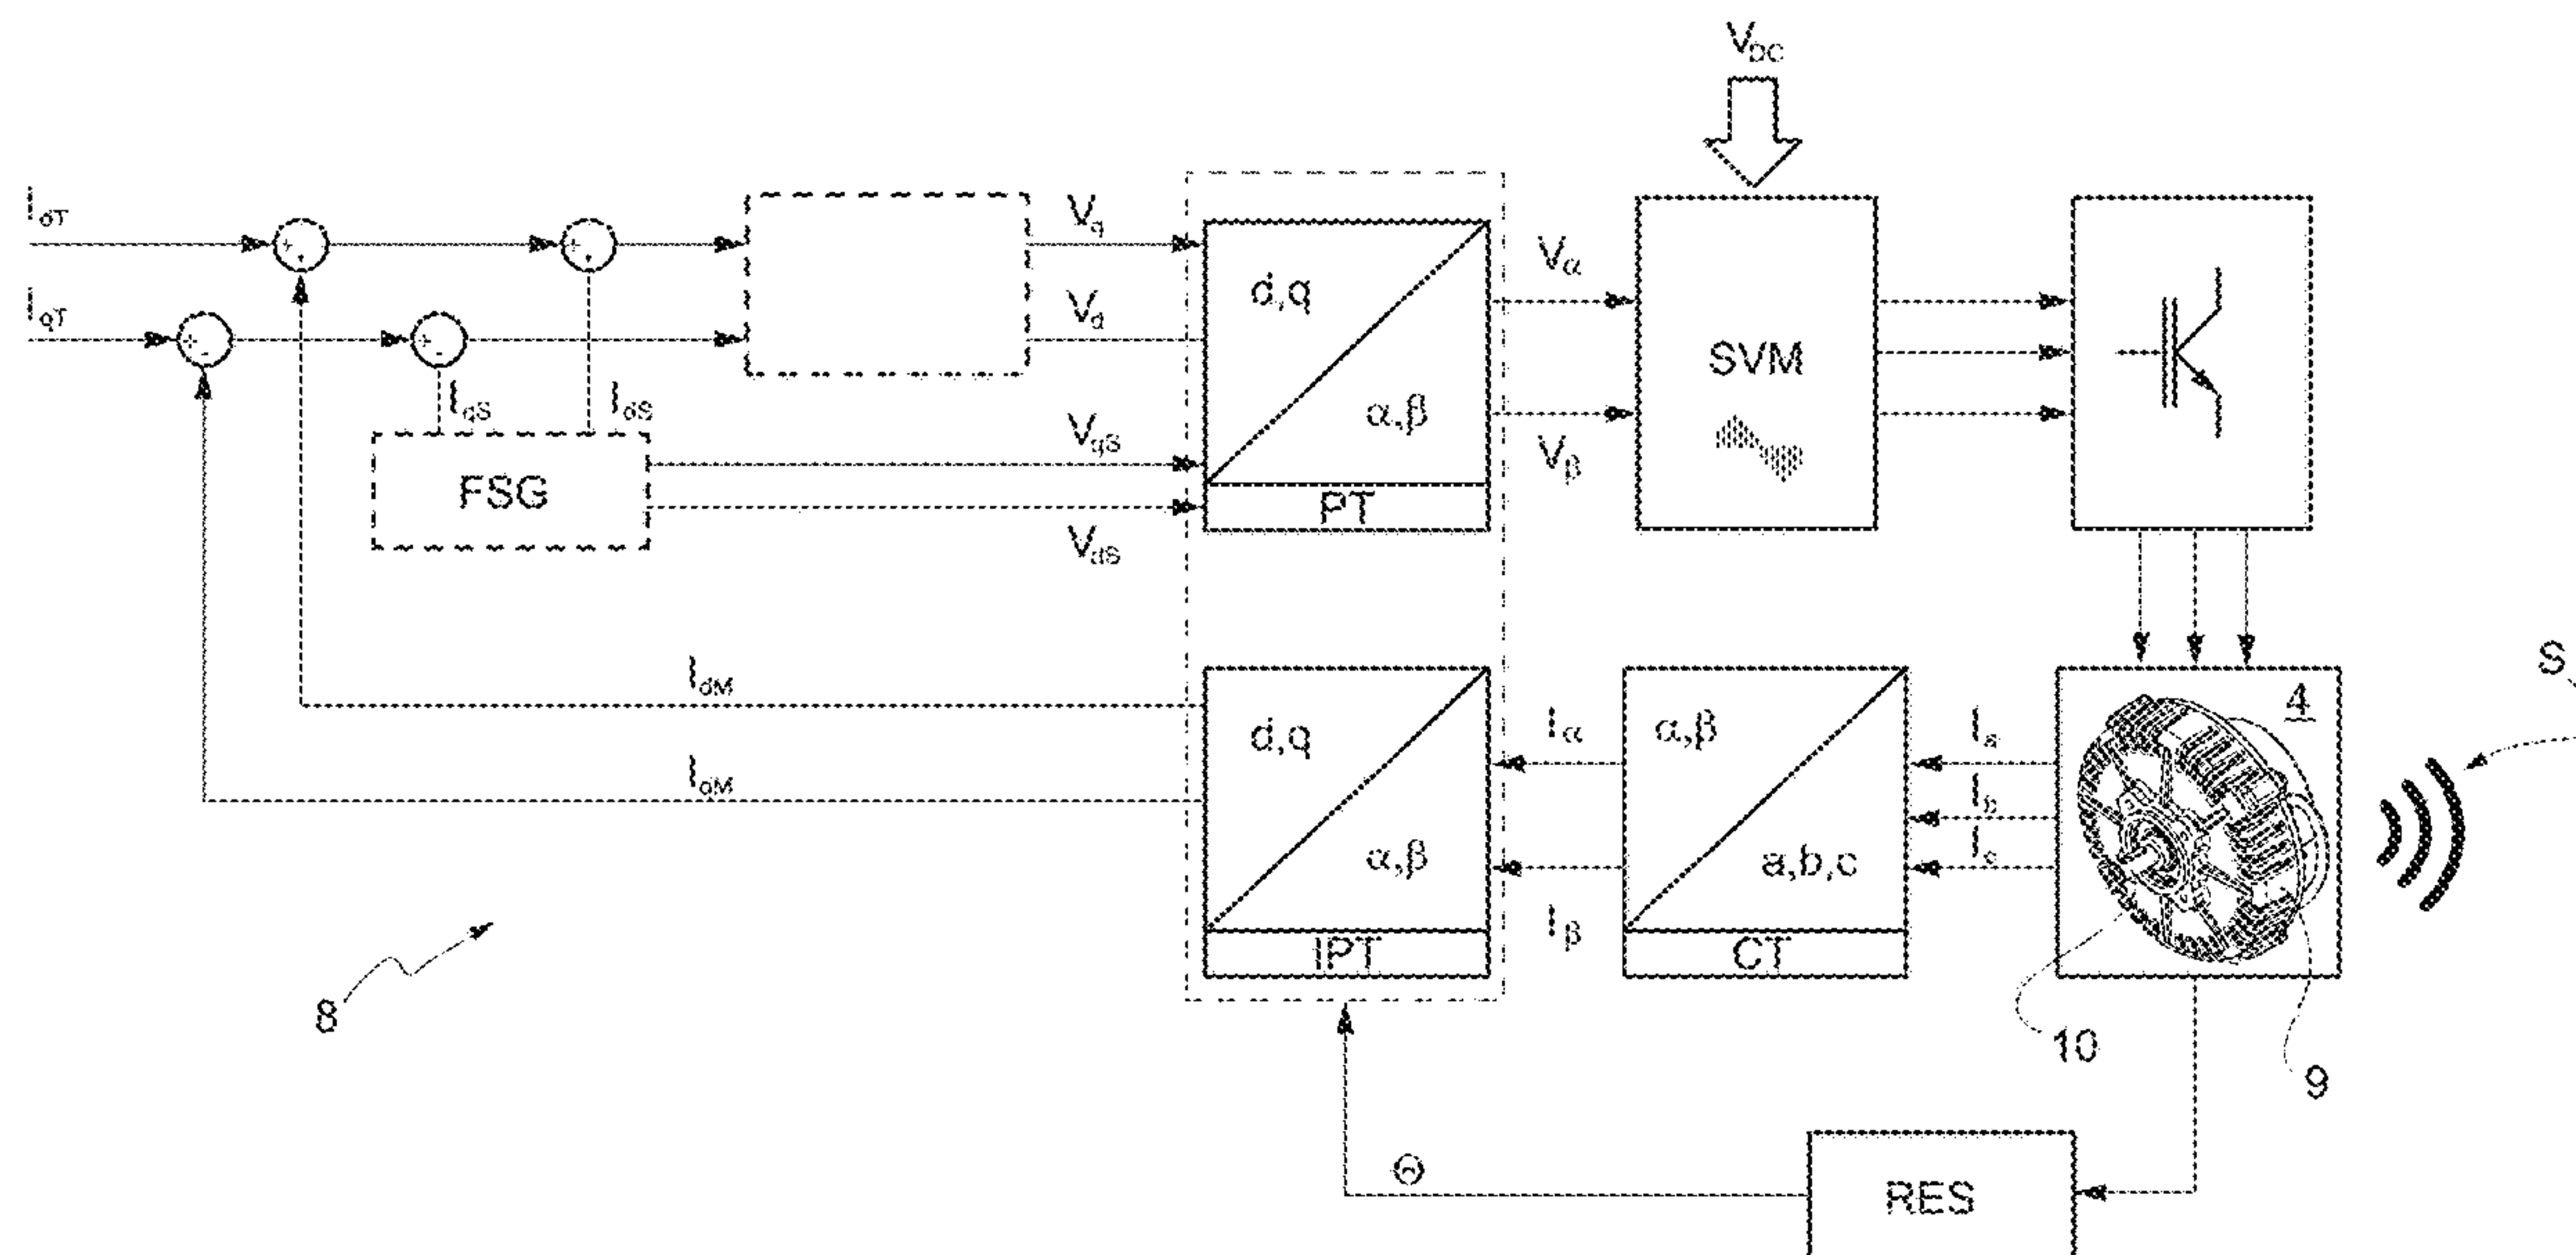 V_DC
I_dT
I_qT
V_q
V_d
d,q
α,β
PT
V_α
V_β
SVM
I_qS
I_dS
FSG
V_qS
V_dS
I_dM
I_qM
d,q
α,β
IPT
I_α
I_β
α,β
a,b,c
CT
I_a
I_b
I_c
4
S
8
10
9
Θ
RES